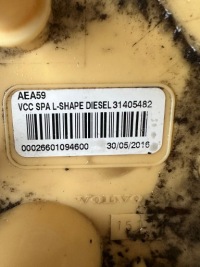 AEA59
VCC SPA L-SHAPE DIESEL 31405482
00026601094600 30/05/2016